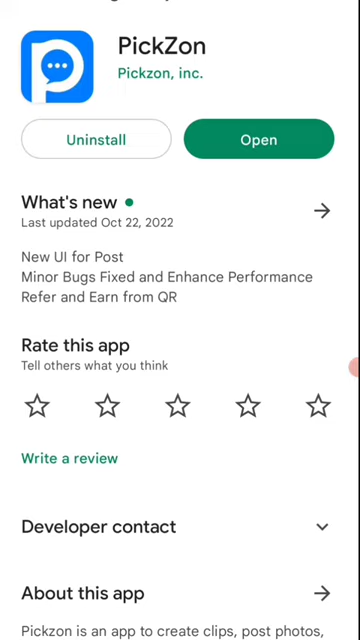 PickZon
Pickzon, inc.
Uninstall
Open
What's new
Last updated Oct 22, 2022
New UI for Post
Minor Bugs Fixed and Enhance Performance
Refer and Earn from QR
Rate this app
Tell others what you think
Write a review
Developer contact
About this app
Pickzon is an app to create clips, post photos,